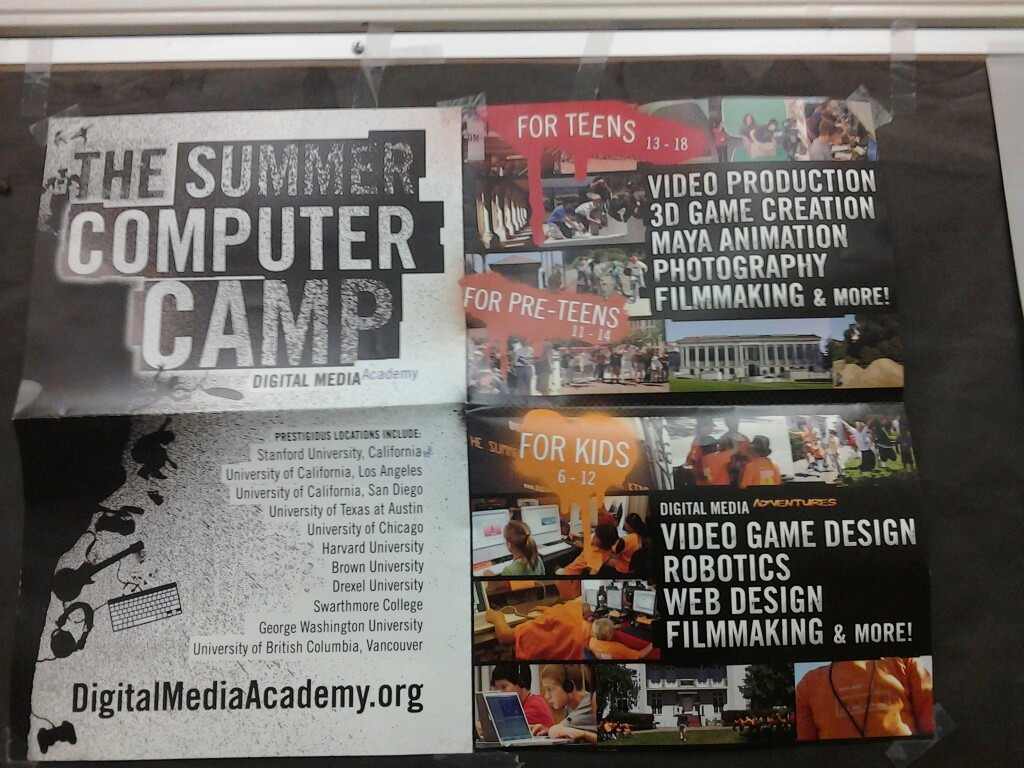 THE SUMMER
COMPUTER
CAMP
DIGITAL MEDIA Academy
PRESTIGIOUS LOCATIONS INCLUDE:
Stanford University, California
University of California, Los Angeles
University of California, San Diego
University of Texas at Austin
University of Chicago
Harvard University
Brown University
Drexel University
Swarthmore College
George Washington University
University of British Columbia, Vancouver
DigitalMediaAcademy.org
FOR TEENS 13 - 18
VIDEO PRODUCTION
3D GAME CREATION
MAYA ANIMATION
PHOTOGRAPHY
FILMMAKING & MORE!
FOR PRE-TEENS
11 - 14
FOR KIDS
6 - 12
DIGITAL MEDIA ADVENTURES
VIDEO GAME DESIGN
ROBOTICS
WEB DESIGN
FILMMAKING & MORE!